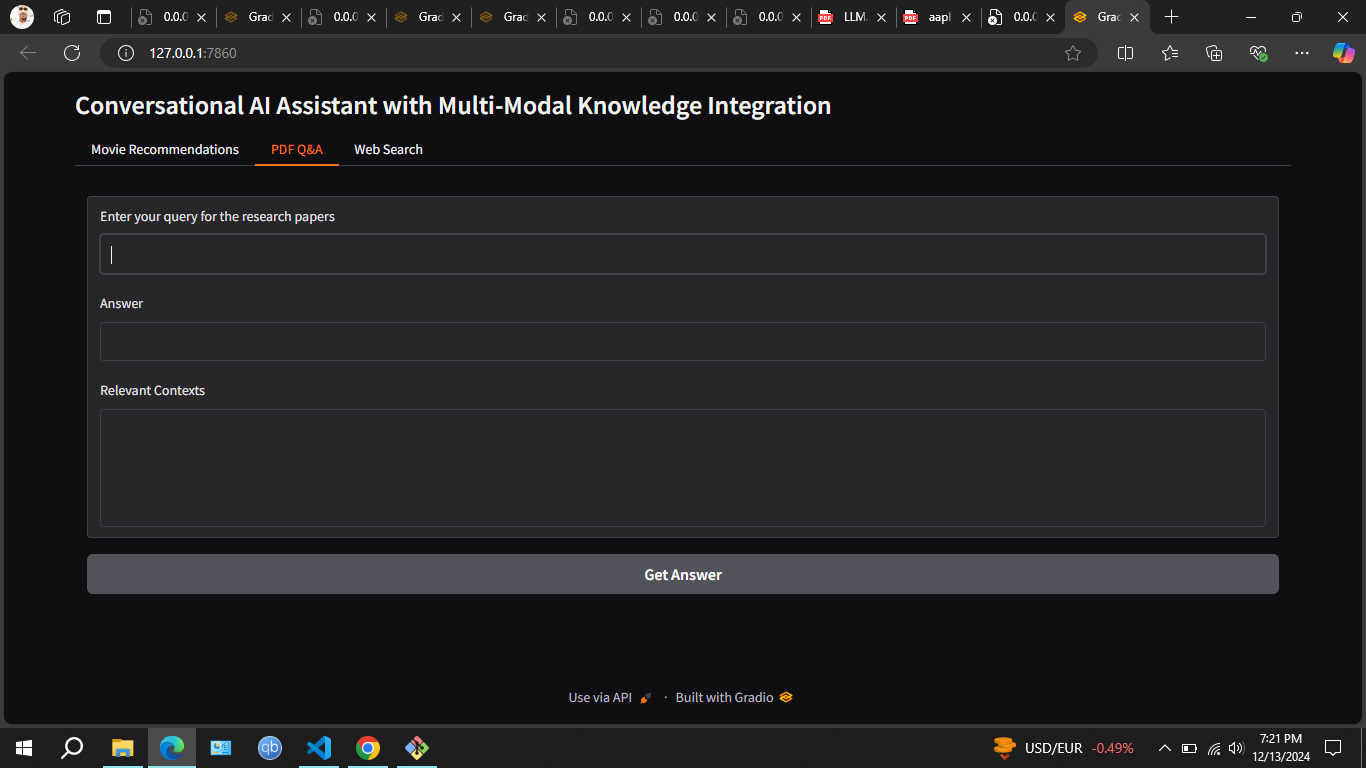 0.0.0
Grad
0.0.0
Grad
Grad
0.0.0
0.0.0
0.0.0
PDF
LLM.
PDF
aapl
0.0.0
Grad
127.0.0.1:7860
Conversational AI Assistant with Multi-Modal Knowledge Integration
Movie Recommendations
PDF Q&A
Web Search
Enter your query for the research papers
Answer
Relevant Contexts
Get Answer
Use via API · Built with Gradio
qb
USD/EUR -0.49%
7:21 PM
12/13/2024